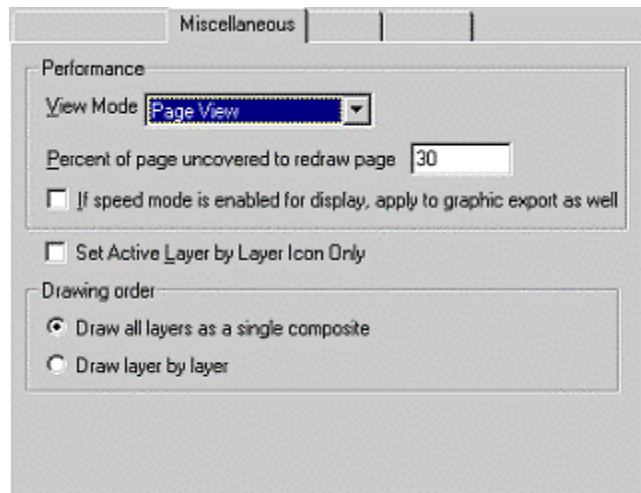 Miscellaneous
Performance
View Mode Page View
Percent of page uncovered to redraw page 30
If speed mode is enabled for display, apply to graphic export as well
Set Active Layer by Layer Icon Only
Drawing order
Draw all layers as a single composite
Draw layer by layer